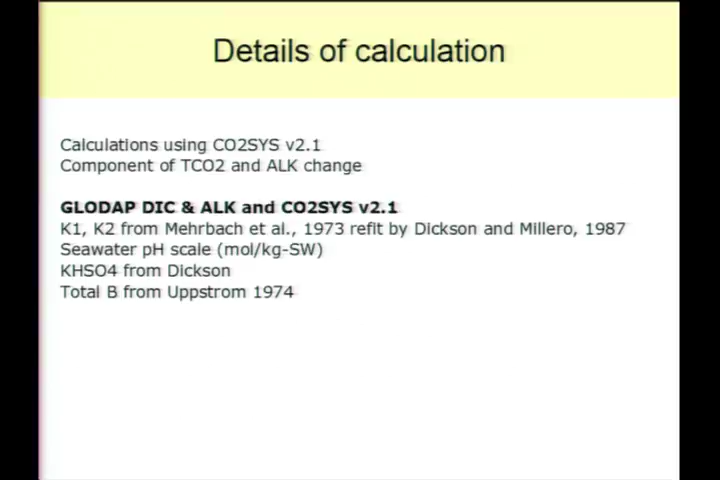 Details of calculation
Calculations using CO2SYS v2.1
Component of TCO2 and ALK change
GLODAP DIC & ALK and CO2SYS v2.1
K1, K2 from Mehrbach et al., 1973 refit by Dickson and Millero, 1987
Seawater pH scale (mol/kg-SW)
KHSO4 from Dickson
Total B from Uppstrom 1974